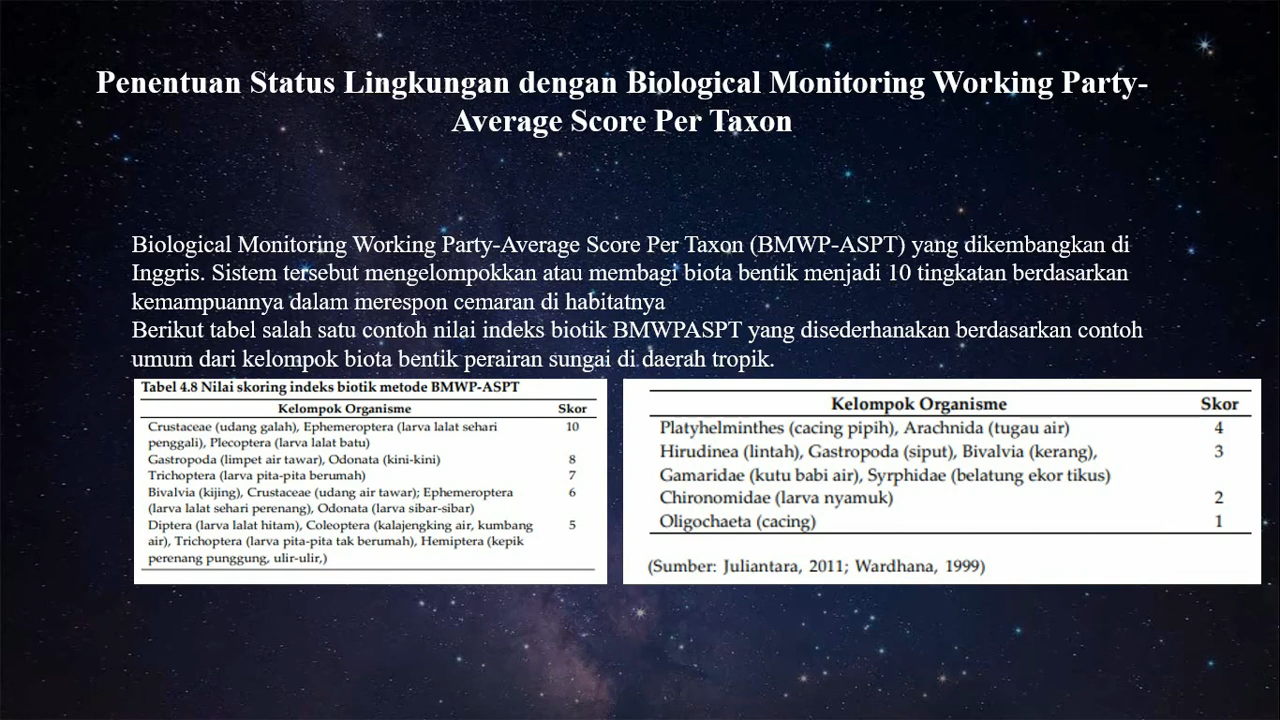 Penentuan Status Lingkungan dengan Biological Monitoring Working Party-
Average Score Per Taxon
Biological Monitoring Working Party-Average Score Per Taxon (BMWP-ASPT) yang dikembangkan di
Inggris. Sistem tersebut mengelompokkan atau membagi biota bentik menjadi 10 tingkatan berdasarkan
kemampuannya dalam merespon cemaran di habitatnya
Berikut tabel salah satu contoh nilai indeks biotik BMWPASPT yang disederhanakan berdasarkan contoh
umum dari kelompok biota bentik perairan sungai di daerah tropik.
Tabel 4.8 Nilai skoring indeks biotik metode BMWP-ASPT
Kelompok Organisme Skor
Crustaceae (udang galah), Ephemeroptera (larva lalat sehari 10
penggali), Plecoptera (larva lalat batu)
Gastropoda (limpet air tawar), Odonata (kini-kini) 8
Trichoptera (larva pita-pita berumah) 7
Bivalvia (kijing), Crustaceae (udang air tawar); Ephemeroptera 6
(larva lalat sehari perenang), Odonata (larva sibar-sibar)
Diptera (larva lalat hitam), Coleoptera (kalajengking air, kumbang 5
air), Trichoptera (larva pita-pita tak berumah), Hemiptera (kepik
perenang punggung, ulir-ulir,)
Kelompok Organisme Skor
Platyhelminthes (cacing pipih), Arachnida (tugau air) 4
Hirudinea (lintah), Gastropoda (siput), Bivalvia (kerang), 3
Gamaridae (kutu babi air), Syrphidae (belatung ekor tikus)
Chironomidae (larva nyamuk) 2
Oligochaeta (cacing) 1
(Sumber: Juliantara, 2011; Wardhana, 1999)